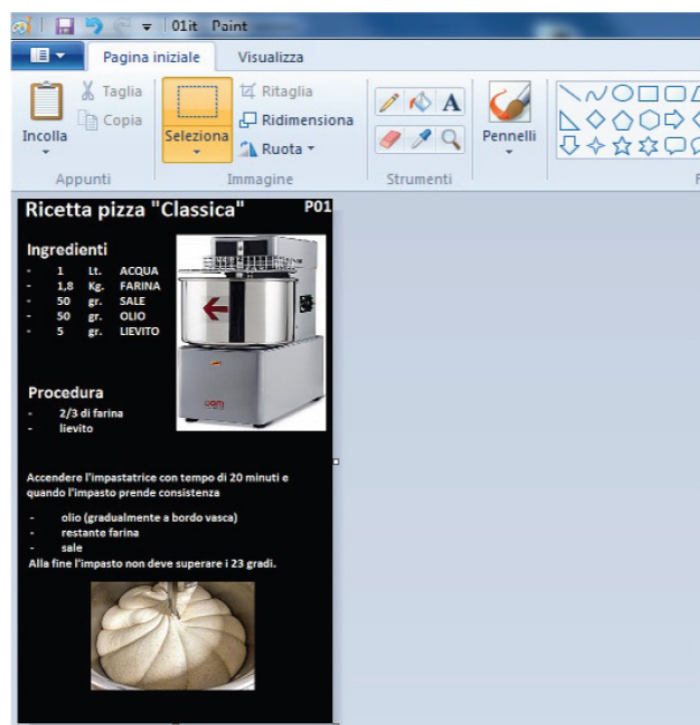 01it Paint
Pagina iniziale Visualizza
Taglia
Copia
Incolla
Appunti
Ritaglia
Ridimensiona
Ruota
Seleziona
Immagine
A
Strumenti
Pennelli
F
Ricetta pizza "Classica" P01
Ingredienti
- 1 Lt. ACQUA
- 1,8 Kg. FARINA
- 50 gr. SALE
- 50 gr. OLIO
- 5 gr. LIEVITO
Procedura
- 2/3 di farina
- lievito
Accendere l'impastatrice con tempo di 20 minuti e
quando l'impasto prende consistenza
- olio (gradualmente a bordo vasca)
- restante farina
- sale
Alla fine l'impasto non deve superare i 23 gradi.